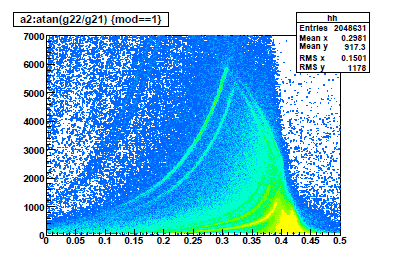 a2:atan(g22/g21) {mod==1}
hh
Entries 2048631
Mean x 0.2981
Mean y 917.3
RMS x 0.1501
RMS y 1178
7000
6000
5000
4000
3000
2000
1000
0
0 0.05 0.1 0.15 0.2 0.25 0.3 0.35 0.4 0.45 0.5